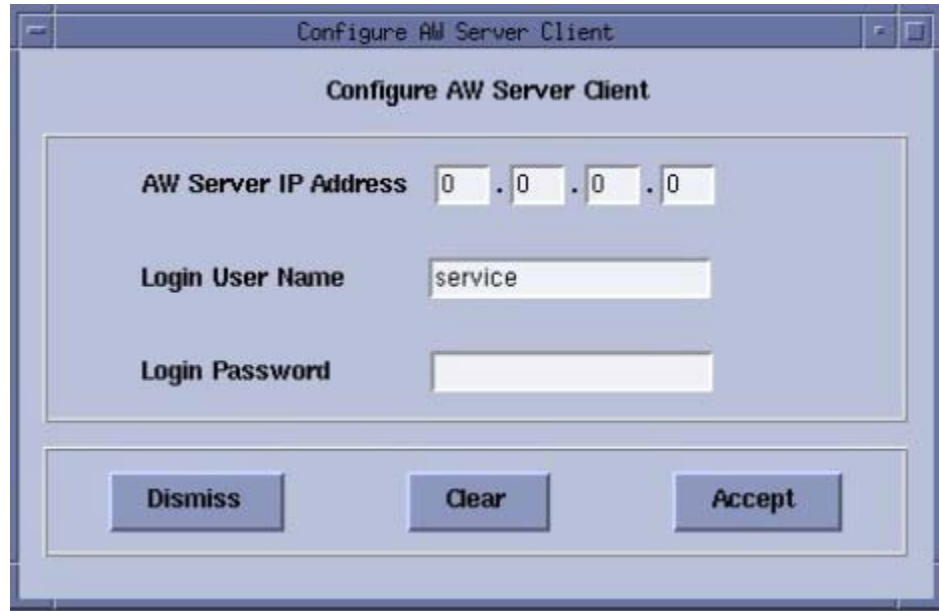 Configure AW Server Client
Configure AW Server Client
AW Server IP Address 0 . 0 . 0 . 0
Login User Name service
Login Password
Dismiss Clear Accept